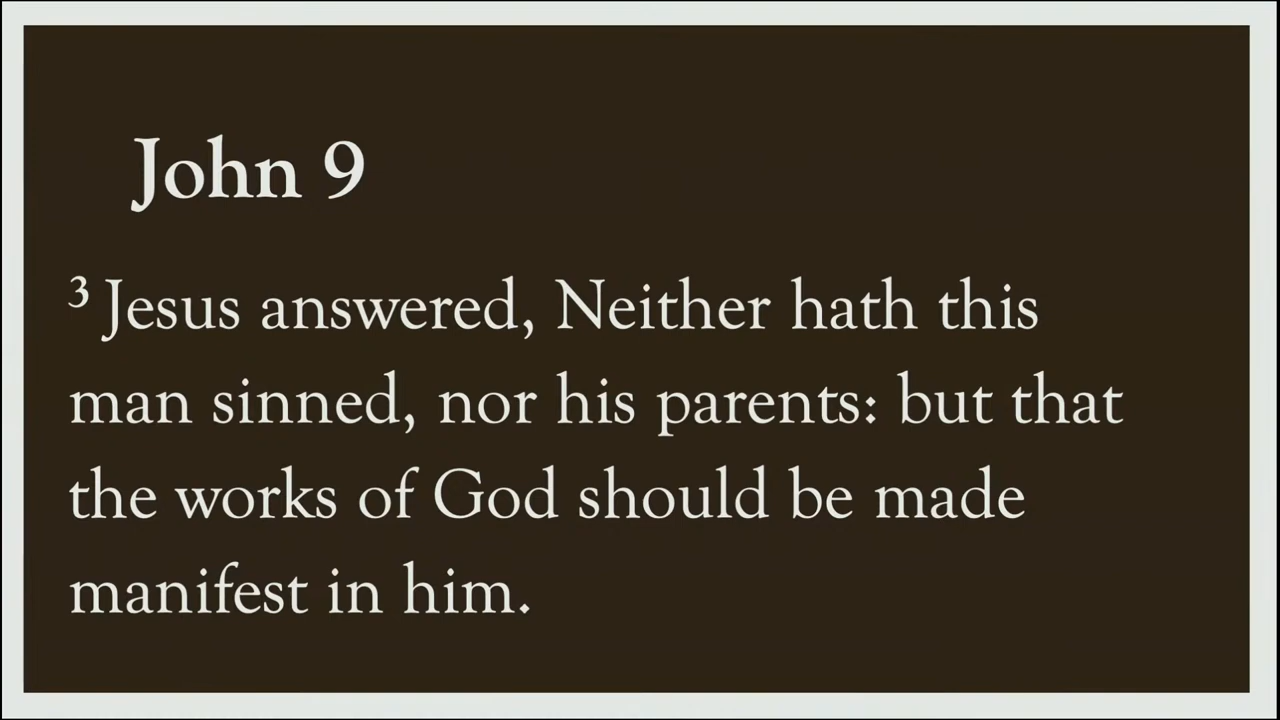 John 9
3 Jesus answered, Neither hath this
man sinned, nor his parents: but that
the works of God should be made
manifest in him.